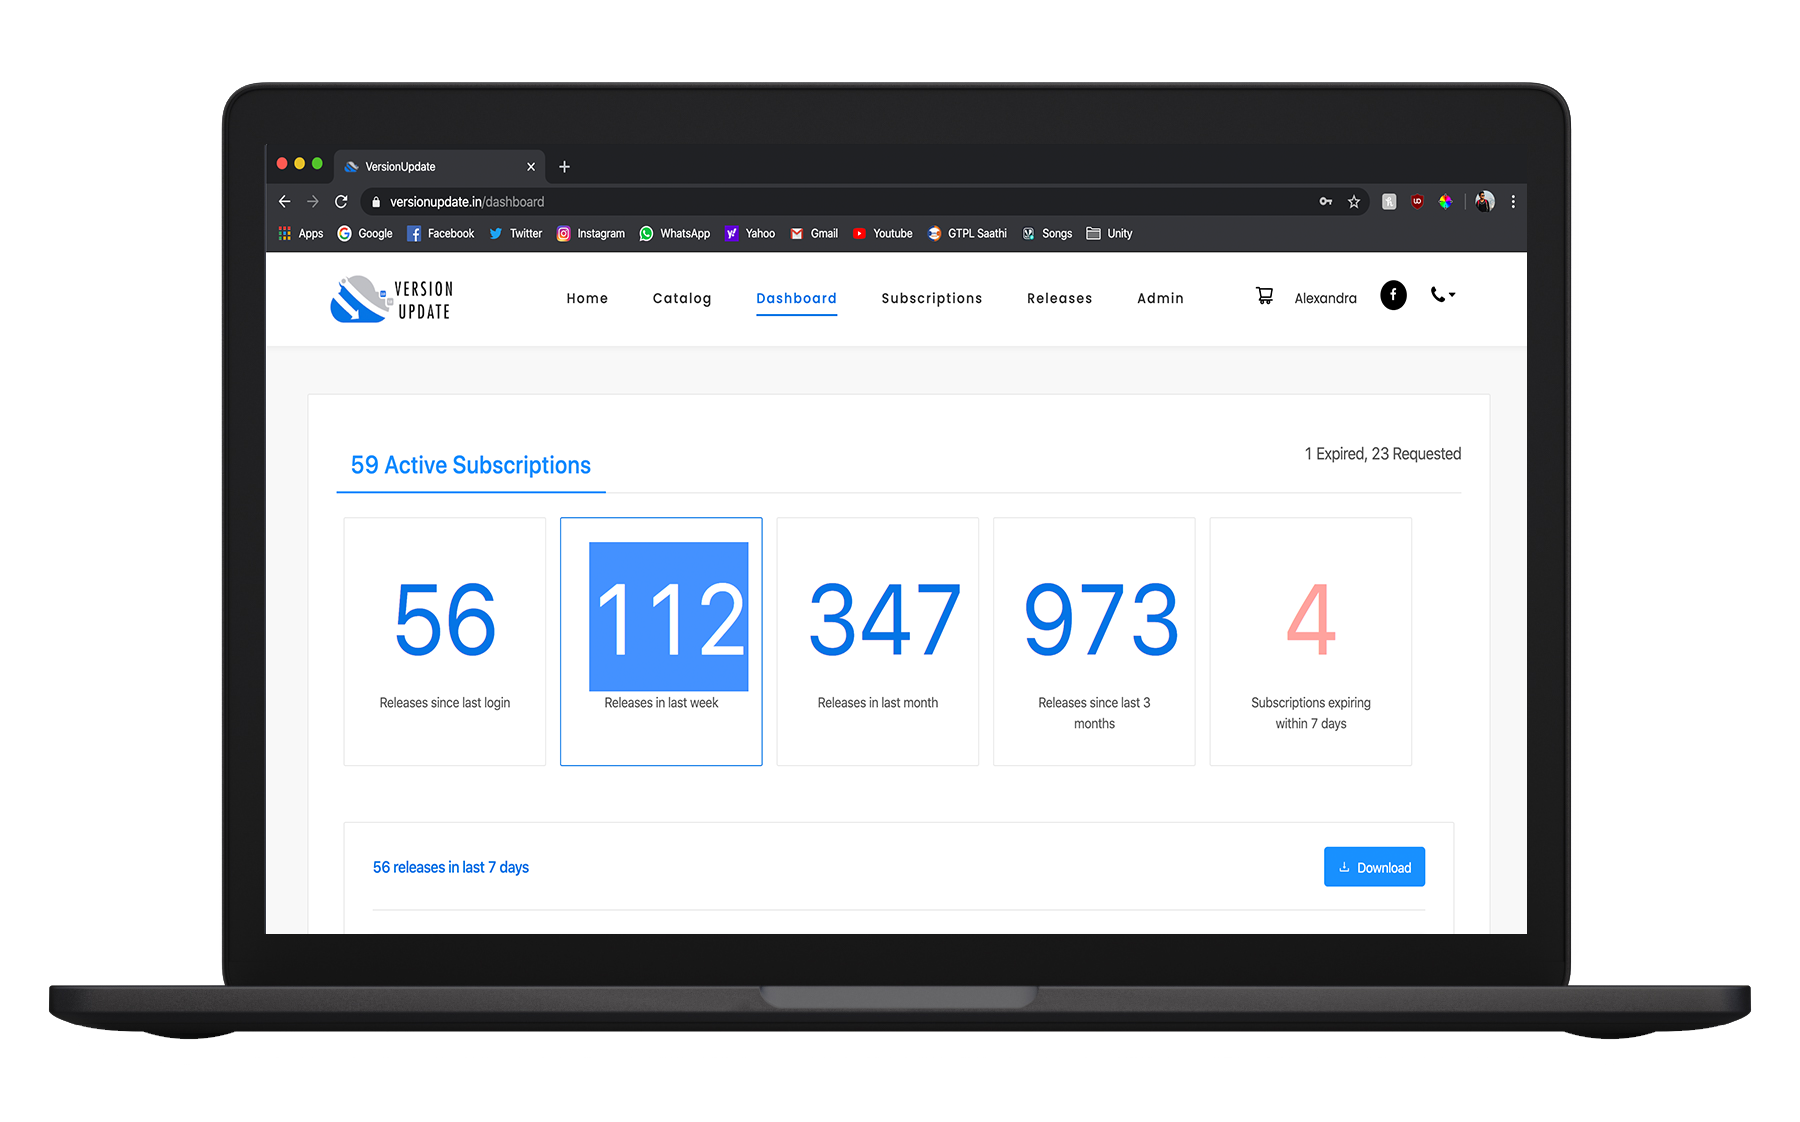 VersionUpdate
versionupdate.in/dashboard
Apps Google Facebook Twitter Instagram WhatsApp Yahoo Gmail Youtube GTPL Saathi Songs Unity
VERSION
UPDATE
Home Catalog Dashboard Subscriptions Releases Admin Alexandra
59 Active Subscriptions
1 Expired, 23 Requested
56
Releases since last login
112
Releases in last week
347
Releases in last month
973
Releases since last 3
months
4
Subscriptions expiring
within 7 days
56 releases in last 7 days
Download